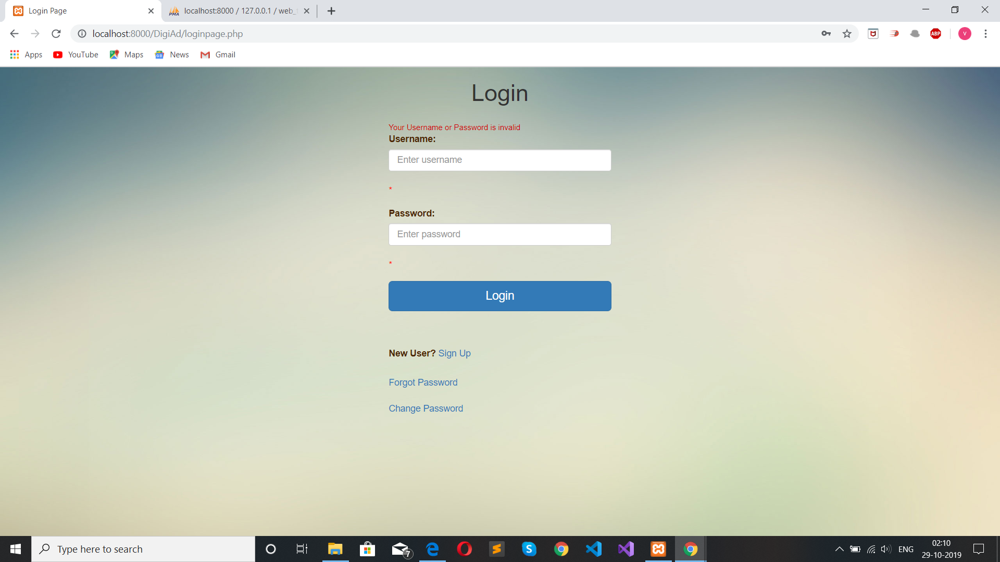 Login Page
localhost:8000 / 127.0.0.1 / web_
localhost:8000/DigiAd/loginpage.php
ABP
V
Apps
YouTube
Maps
News
Gmail
Login
Your Username or Password is invalid
Username:
Enter username
*
Password:
Enter password
*
Login
New User? Sign Up
Forgot Password
Change Password
Type here to search
7
ENG
02:10
29-10-2019